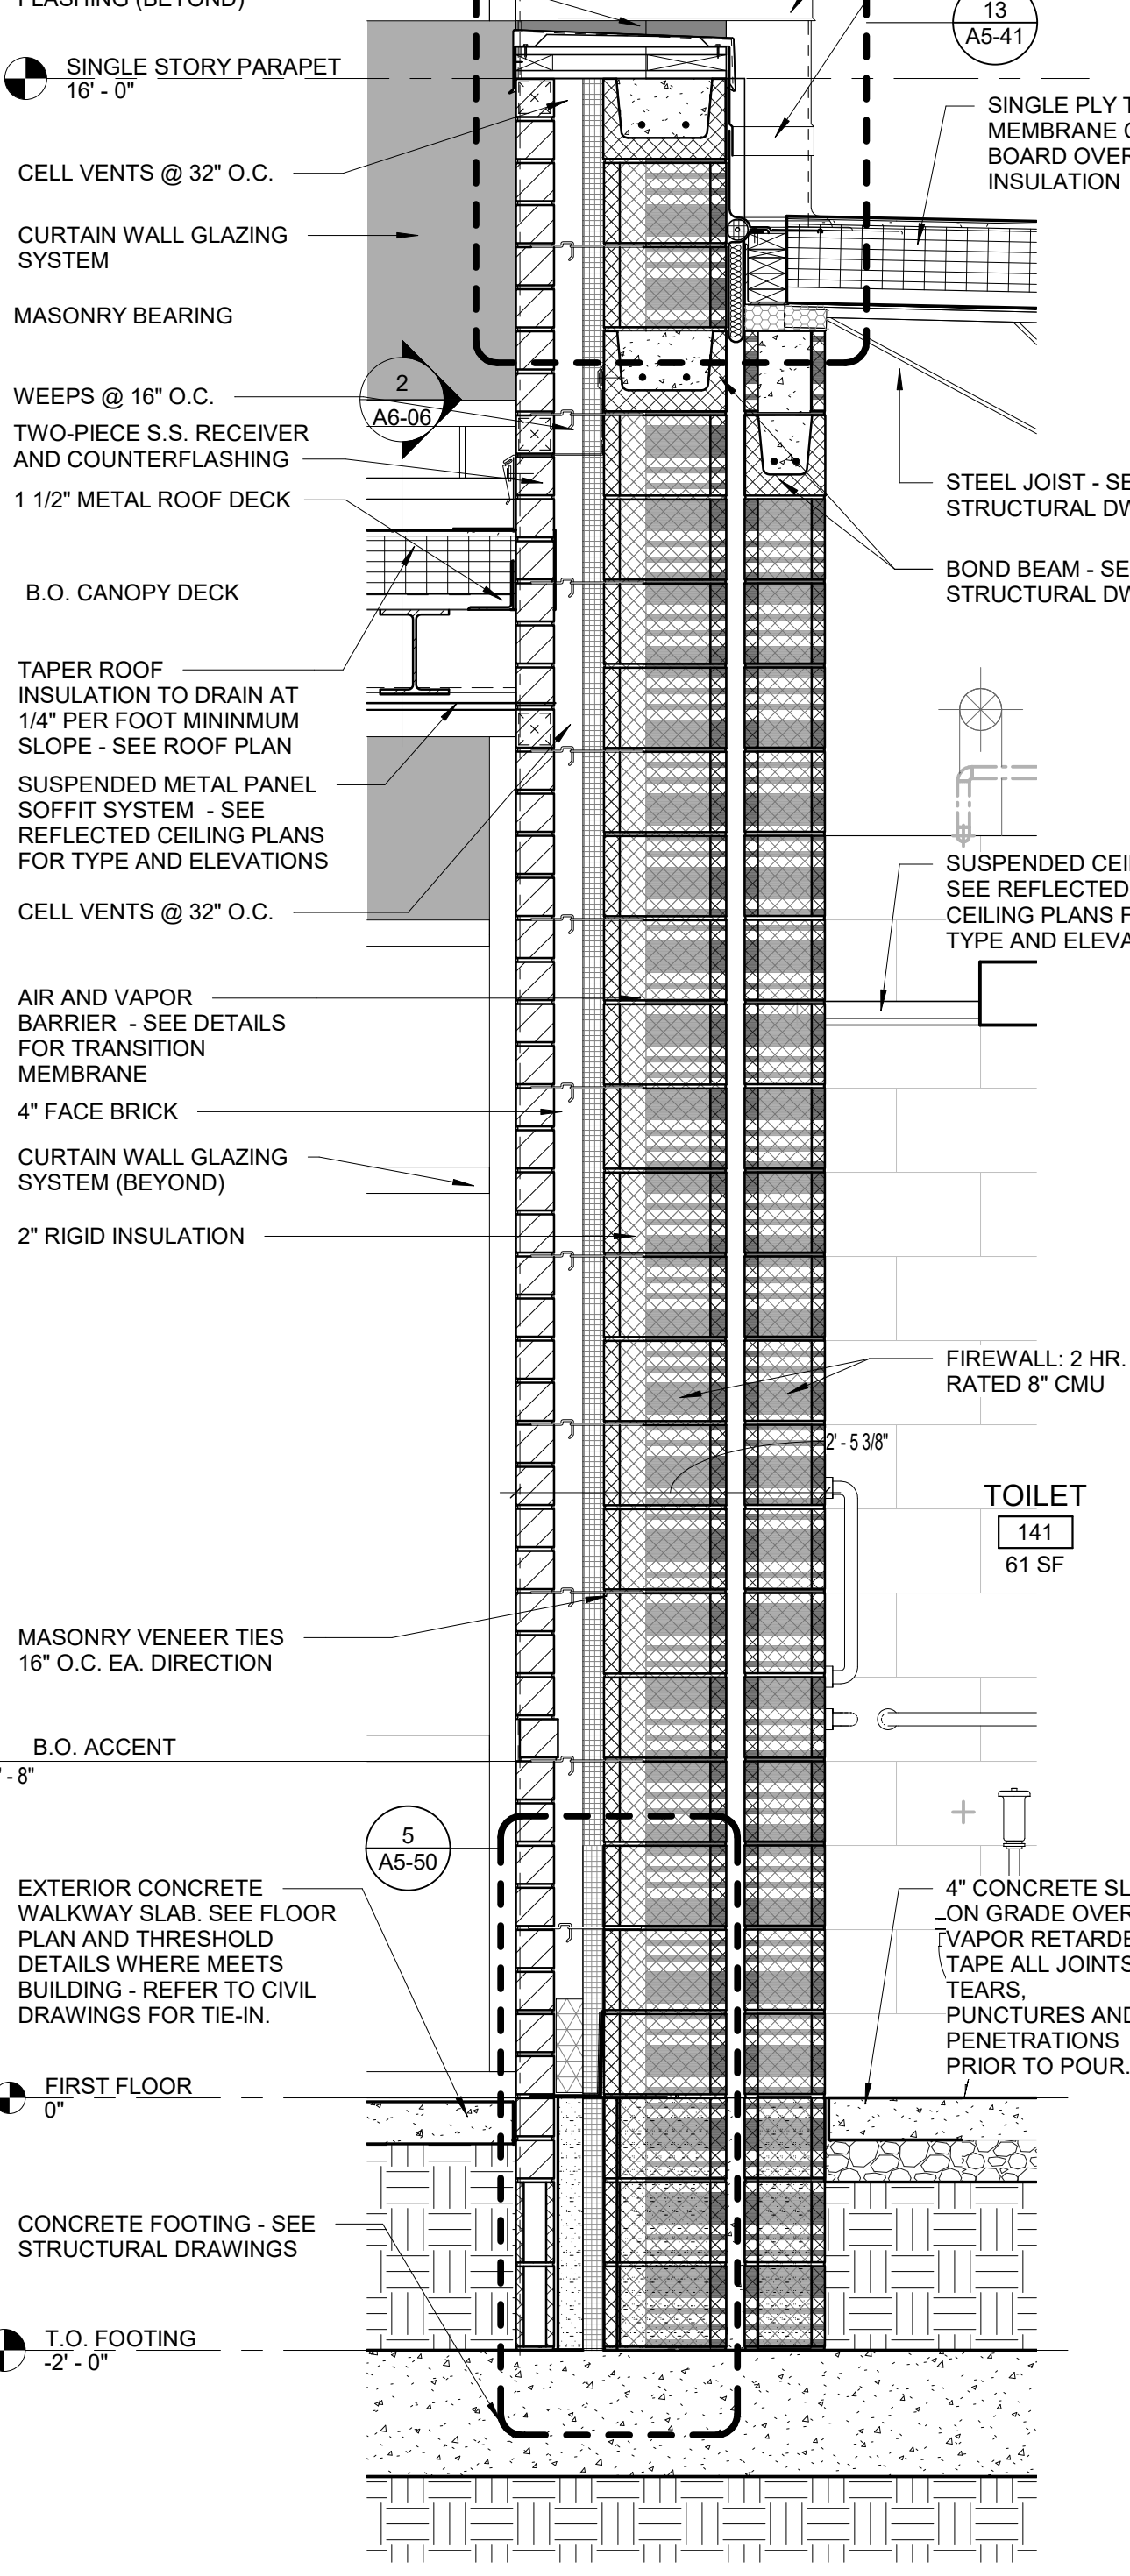 FLASHING (BEYOND)
13
A5-41
SINGLE STORY PARAPET
16' - 0"
SINGLE PLY
MEMBRANE
BOARD OVER
INSULATION
CELL VENTS @ 32" O.C.
CURTAIN WALL GLAZING
SYSTEM
MASONRY BEARING
2
A6-06
WEEPS @ 16" O.C.
TWO-PIECE S.S. RECEIVER
AND COUNTERFLASHING
1 1/2" METAL ROOF DECK
STEEL JOIST - SE
STRUCTURAL DW
BOND BEAM - SE
STRUCTURAL DW
B.O. CANOPY DECK
TAPER ROOF
INSULATION TO DRAIN AT
1/4" PER FOOT MININMUM
SLOPE - SEE ROOF PLAN
SUSPENDED METAL PANEL
SOFFIT SYSTEM - SEE
REFLECTED CEILING PLANS
FOR TYPE AND ELEVATIONS
SUSPENDED CEI
SEE REFLECTED
CEILING PLANS F
TYPE AND ELEVA
CELL VENTS @ 32" O.C.
AIR AND VAPOR
BARRIER - SEE DETAILS
FOR TRANSITION
MEMBRANE
4" FACE BRICK
CURTAIN WALL GLAZING
SYSTEM (BEYOND)
2" RIGID INSULATION
FIREWALL: 2 HR.
RATED 8" CMU
2' - 5 3/8"
TOILET
141
61 SF
MASONRY VENEER TIES
16" O.C. EA. DIRECTION
B.O. ACCENT
' - 8"
5
A5-50
EXTERIOR CONCRETE
WALKWAY SLAB. SEE FLOOR
PLAN AND THRESHOLD
DETAILS WHERE MEETS
BUILDING - REFER TO CIVIL
DRAWINGS FOR TIE-IN.
4" CONCRETE SL
ON GRADE OVER
VAPOR RETARDE
TAPE ALL JOINTS
TEARS,
PUNCTURES AND
PENETRATIONS
PRIOR TO POUR.
FIRST FLOOR
0"
CONCRETE FOOTING - SEE
STRUCTURAL DRAWINGS
T.O. FOOTING
-2' - 0"